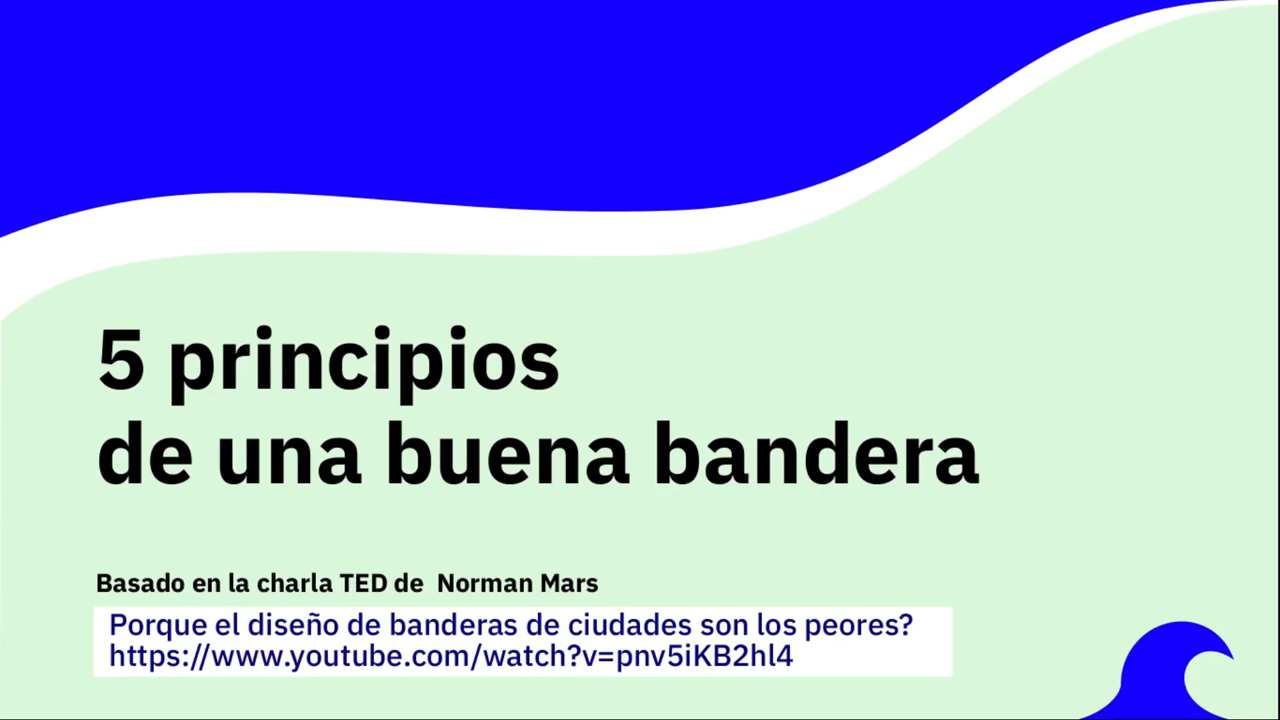 5 principios
de una buena bandera
Basado en la charla TED de Norman Mars
Porque el diseño de banderas de ciudades son los peores?
https://www.youtube.com/watch?v=pnv5iKB2hl4